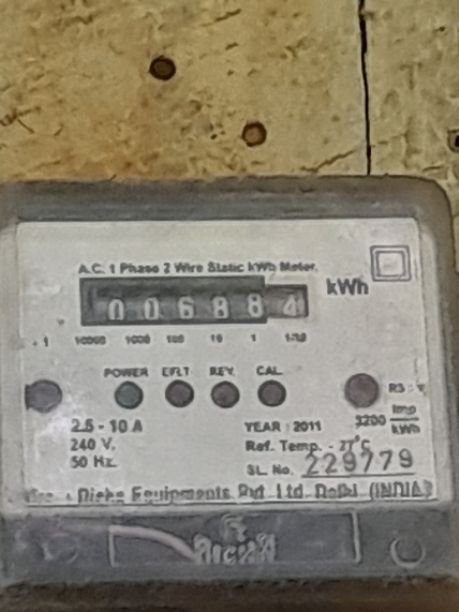 A.C. 1 Phase 2 Wire Static kWh Meter.
kWh
006884
10000 1000 100 10 1 1/10
POWER E/F.LT REV. CAL.
2.5 - 10 A
240 V.
50 Hz.
YEARS : 2011
Ref. Temp. - 27°C
SL. No. 229779
3200 Imp
kWh
Equipments Pvt. Ltd. Delhi (INDIA)